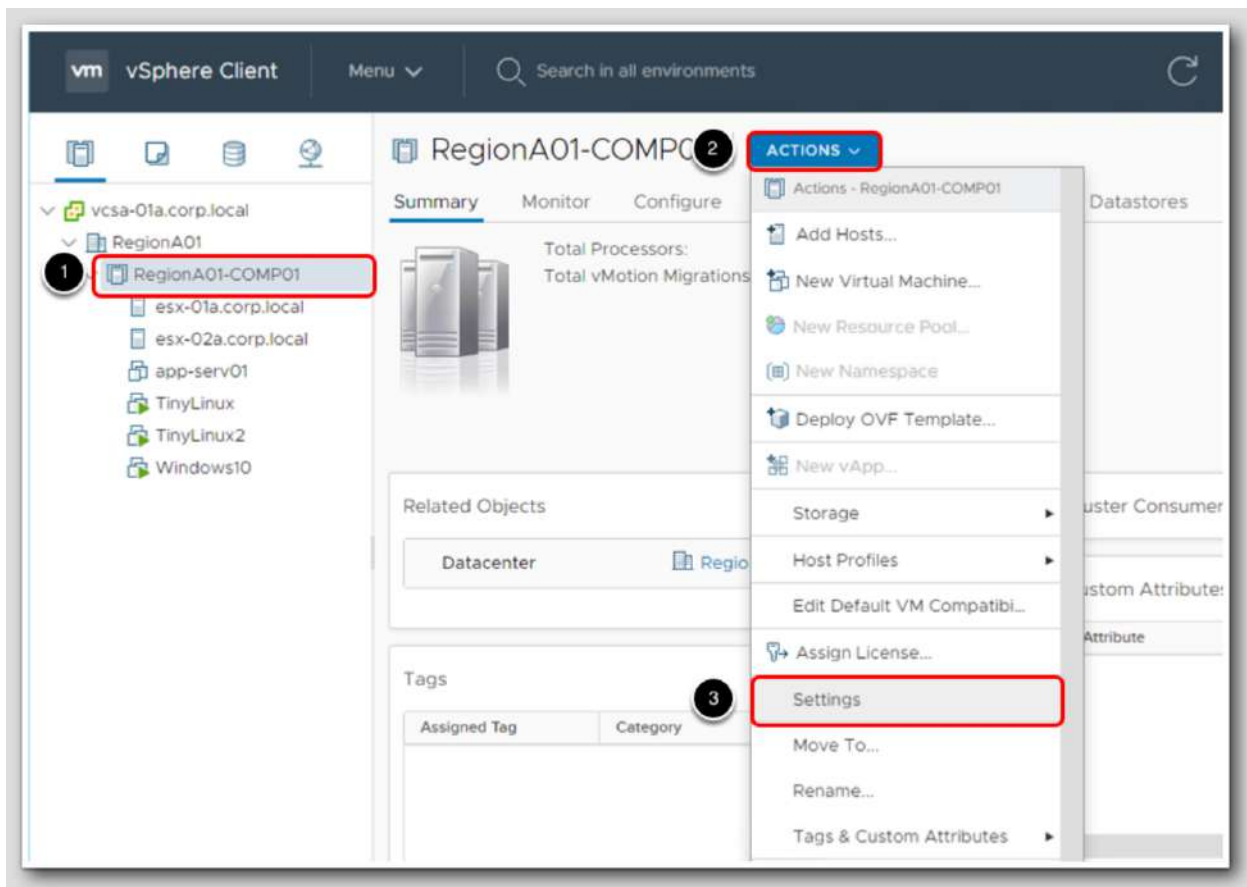 vm vSphere Client Menu Search in all environments
RegionA01-COMP0 2 ACTIONS
Summary Monitor Configure Datastores
vcsa-01a.corp.local
RegionA01
1 RegionA01-COMP01
esx-01a.corp.local
esx-02a.corp.local
app-serv01
TinyLinux
TinyLinux2
Windows10
Total Processors:
Total vMotion Migrations
Related Objects
Datacenter Regio
Tags
Assigned Tag Category
Actions - RegionA01-COMP01
Add Hosts...
New Virtual Machine...
New Resource Pool...
New Namespace
Deploy OVF Template...
New vApp...
Storage
Host Profiles
Edit Default VM Compatibi...
Assign License...
3 Settings
Move To...
Rename...
Tags & Custom Attributes
uster Consumer
ustom Attributes
Attribute